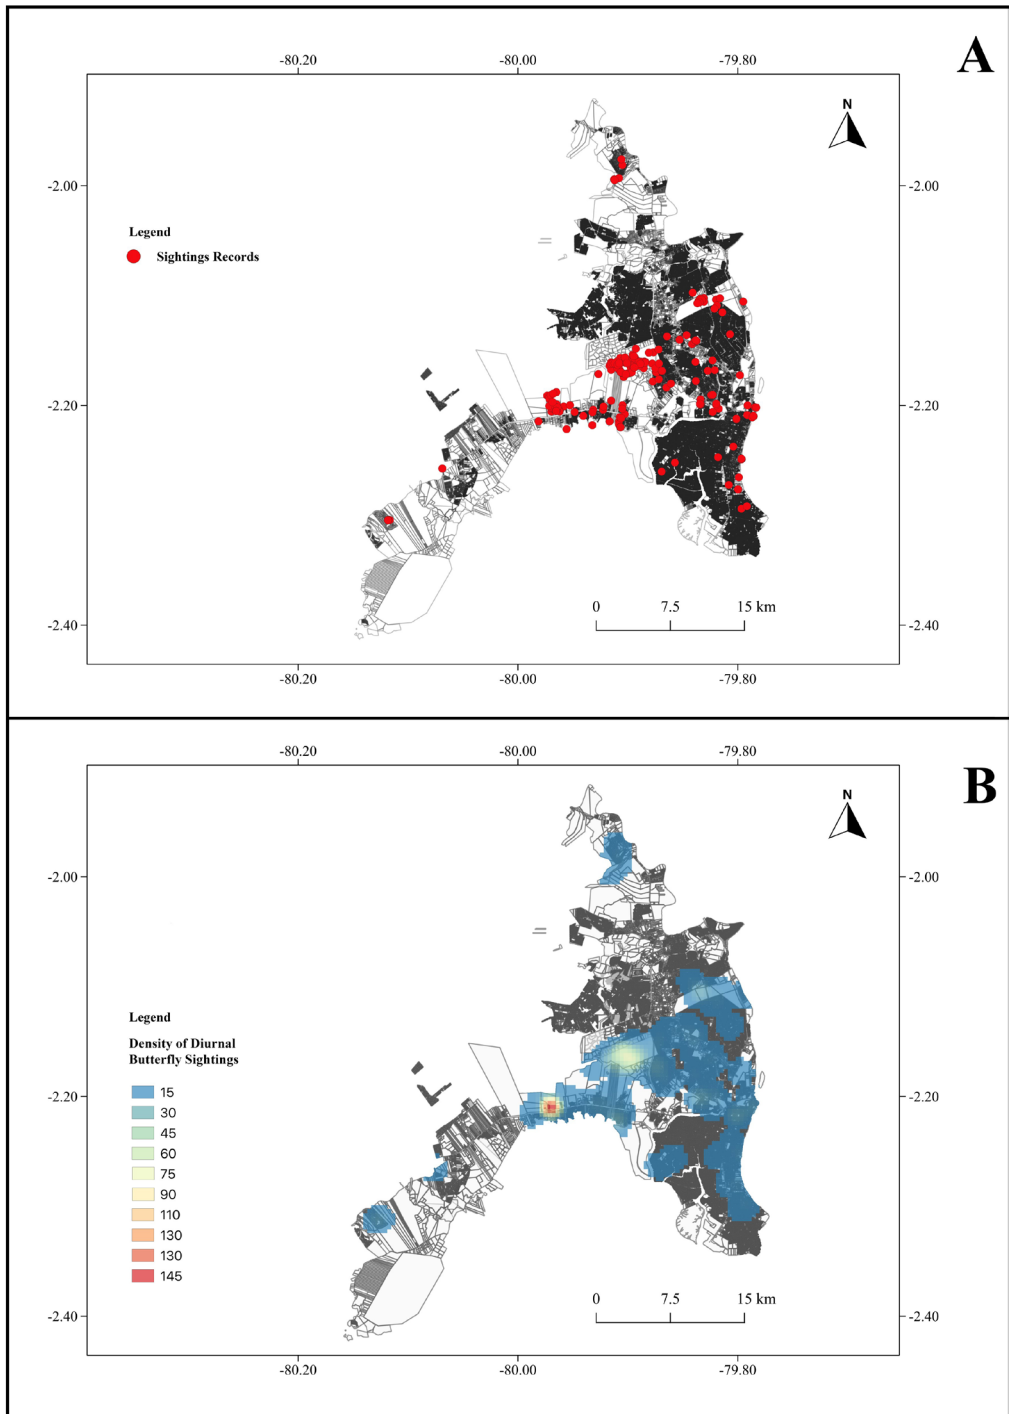 A
-80.20 -80.00 -79.80
N
-2.00 -2.00
Legend
Sightings Records
-2.20 -2.20
0 7.5 15 km
-2.40 -2.40
-80.20 -80.00 -79.80
B
-80.20 -80.00 -79.80
N
-2.00 -2.00
Legend
Density of Diurnal
Butterfly Sightings
15
30
45
60
75
90
110
130
130
145
-2.20 -2.20
0 7.5 15 km
-2.40 -2.40
-80.20 -80.00 -79.80